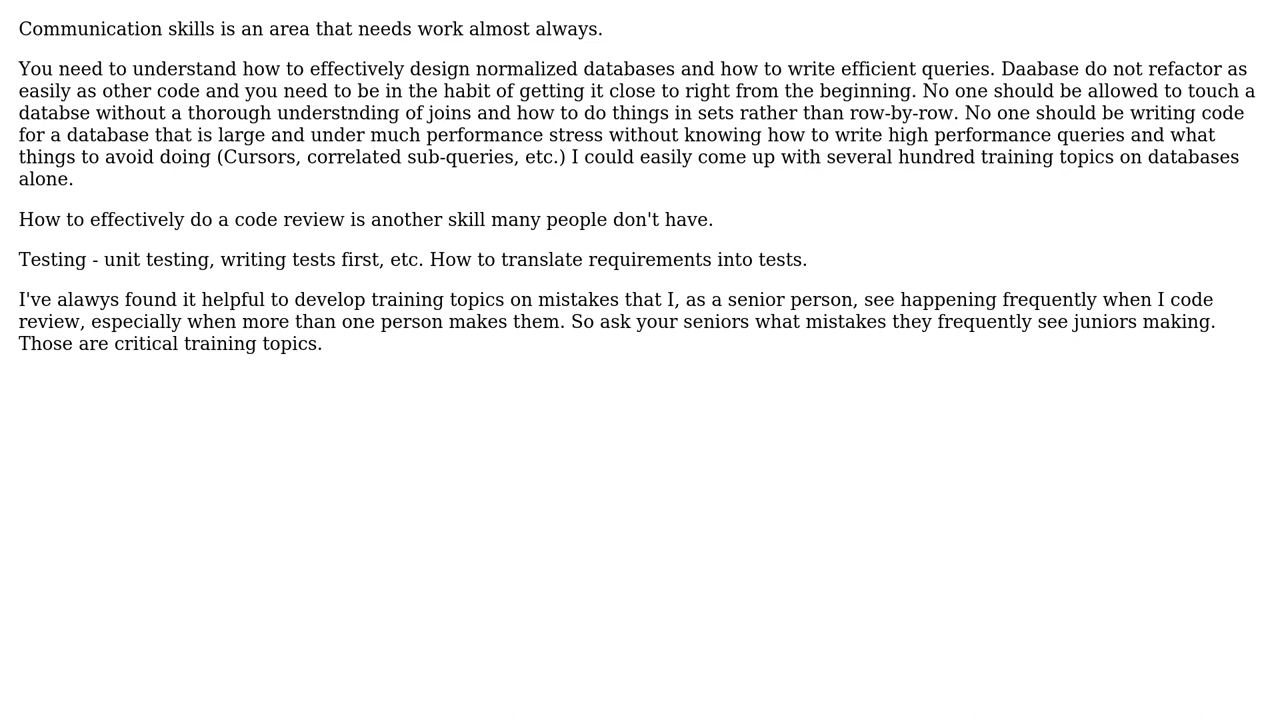 Communication skills is an area that needs work almost always.
You need to understand how to effectively design normalized databases and how to write efficient queries. Daabase do not refactor as
easily as other code and you need to be in the habit of getting it close to right from the beginning. No one should be allowed to touch a
databse without a thorough understnding of joins and how to do things in sets rather than row-by-row. No one should be writing code
for a database that is large and under much performance stress without knowing how to write high performance queries and what
things to avoid doing (Cursors, correlated sub-queries, etc.) I could easily come up with several hundred training topics on databases
alone.
How to effectively do a code review is another skill many people don't have.
Testing - unit testing, writing tests first, etc. How to translate requirements into tests.
I've alawys found it helpful to develop training topics on mistakes that I, as a senior person, see happening frequently when I code
review, especially when more than one person makes them. So ask your seniors what mistakes they frequently see juniors making.
Those are critical training topics.